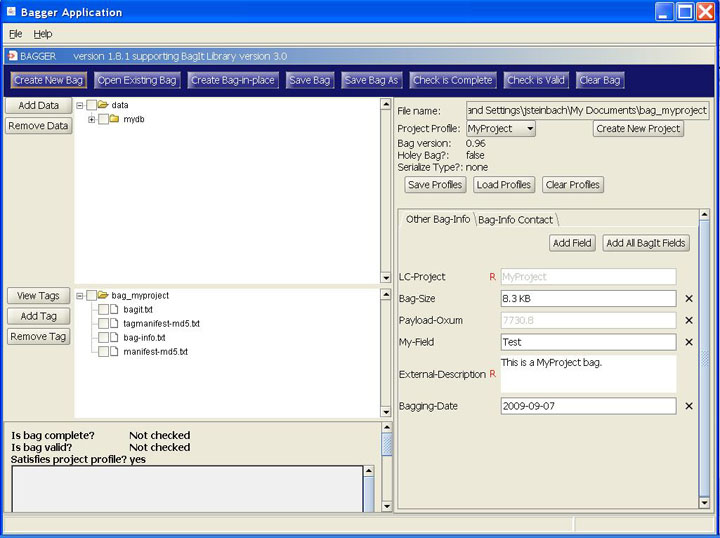 Bagger Application
File Help
BAGGER version 1.8.1 supporting BagIt Library version 3.0
Create New Bag Open Existing Bag Create Bag-in-place Save Bag Save Bag As Check is Complete Check is Valid Clear Bag
Add Data
Remove Data
data
mydb
View Tags
Add Tag
Remove Tag
bag_myproject
bagit.txt
tagmanifest-md5.txt
bag-info.txt
manifest-md5.txt
Is bag complete? Not checked
Is bag valid? Not checked
Satisfies project profile? yes
File name: and Settings\jsteinbach\My Documents\bag_myproject
Project Profile: MyProject Create New Project
Bag version: 0.96
Holey Bag?: false
Serialize Type?: none
Save Profiles Load Profiles Clear Profiles
Other Bag-Info Bag-Info Contact
Add Field Add All BagIt Fields
LC-Project R MyProject
Bag-Size 8.3 KB
Payload-Oxum 7730.8
My-Field Test
External-Description R This is a MyProject bag.
Bagging-Date 2009-09-07